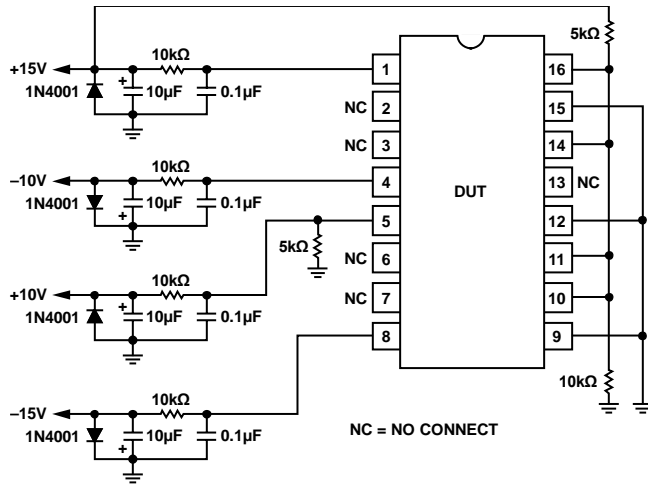 5kΩ
+15V
10kΩ
1N4001
+
10µF
0.1µF
1
16
NC
2
15
NC
3
14
–10V
10kΩ
1N4001
+
10µF
0.1µF
4
13
NC
DUT
5kΩ
5
12
NC
6
11
+10V
10kΩ
1N4001
+
10µF
0.1µF
NC
7
10
8
9
10kΩ
–15V
10kΩ
1N4001
+
10µF
0.1µF
NC = NO CONNECT